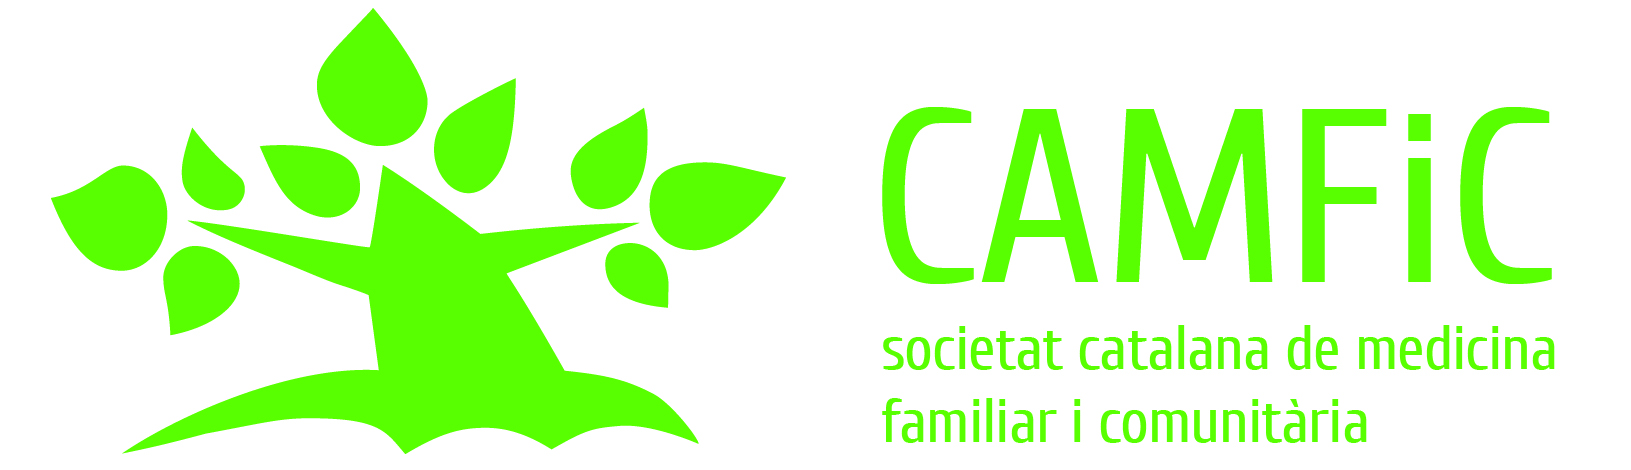 CAMFiC
societat catalana de medicina
familiar i comunitària